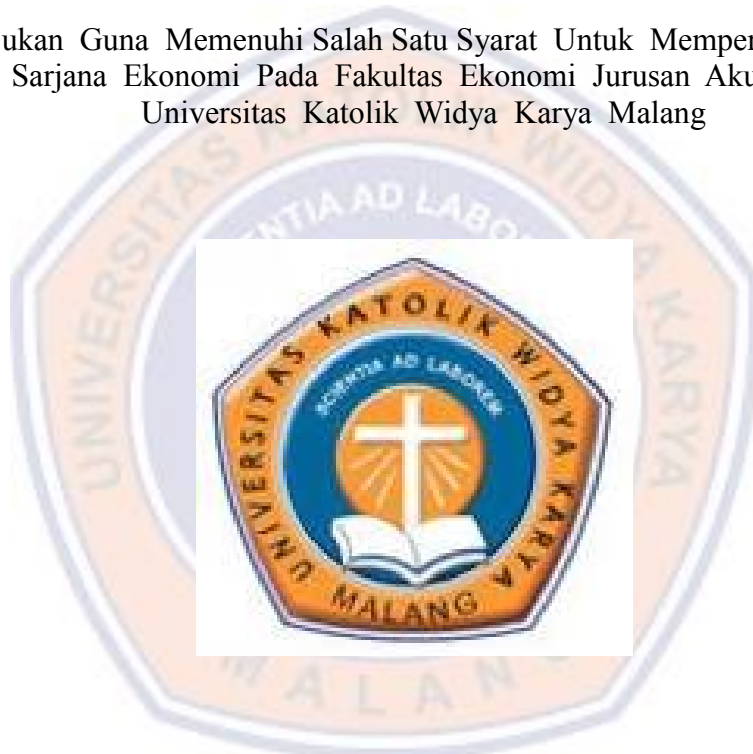 ukan Guna Memenuhi Salah Satu Syarat Untuk Memper
Sarjana Ekonomi Pada Fakultas Ekonomi Jurusan Aku
Universitas Katolik Widya Karya Malang
UNIVERSITAS KATOLIK WIDYA KARYA
SCIENTIA AD LABOREM
MALANG